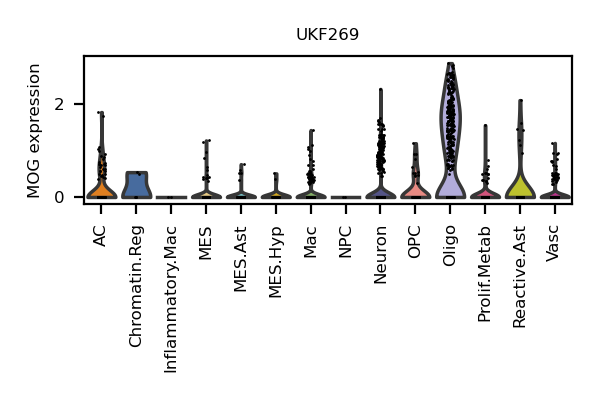 UKF269
MOG expression
2
0
AC
Chromatin.Reg
Inflammatory.Mac
MES
MES.Ast
MES.Hyp
Mac
NPC
Neuron
OPC
Oligo
Prolif.Metab
Reactive.Ast
Vasc